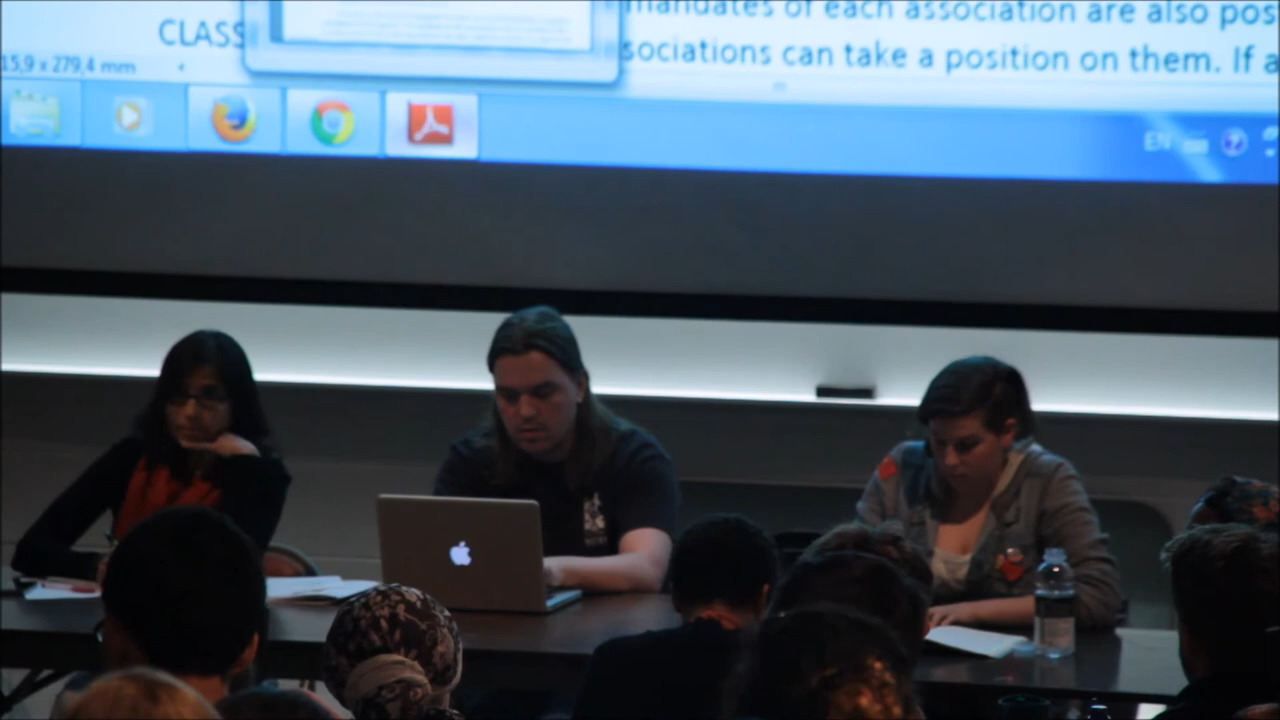 mandates of each association are also pos
CLASS
sociations can take a position on them. If a
15,9 x 279,4 mm
EN